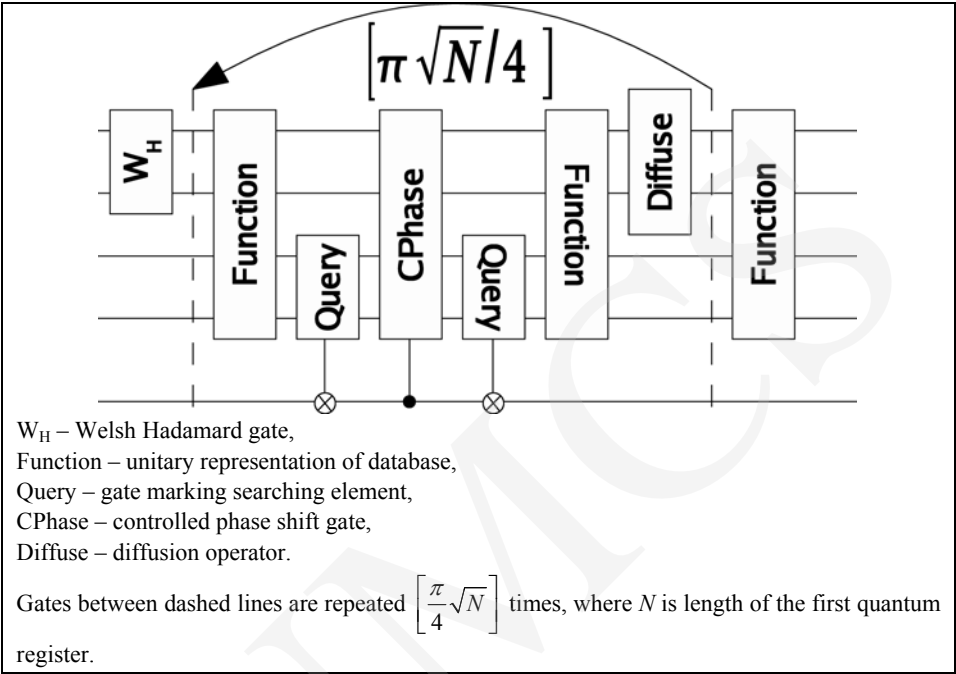 [π √N/4 ]
W_H
Function
Query
CPhase
Query
Function
Diffuse
Function
W_H – Welsh Hadamard gate,
Function – unitary representation of database,
Query – gate marking searching element,
CPhase – controlled phase shift gate,
Diffuse – diffusion operator.
Gates between dashed lines are repeated [π/4 √N] times, where N is length of the first quantum
register.